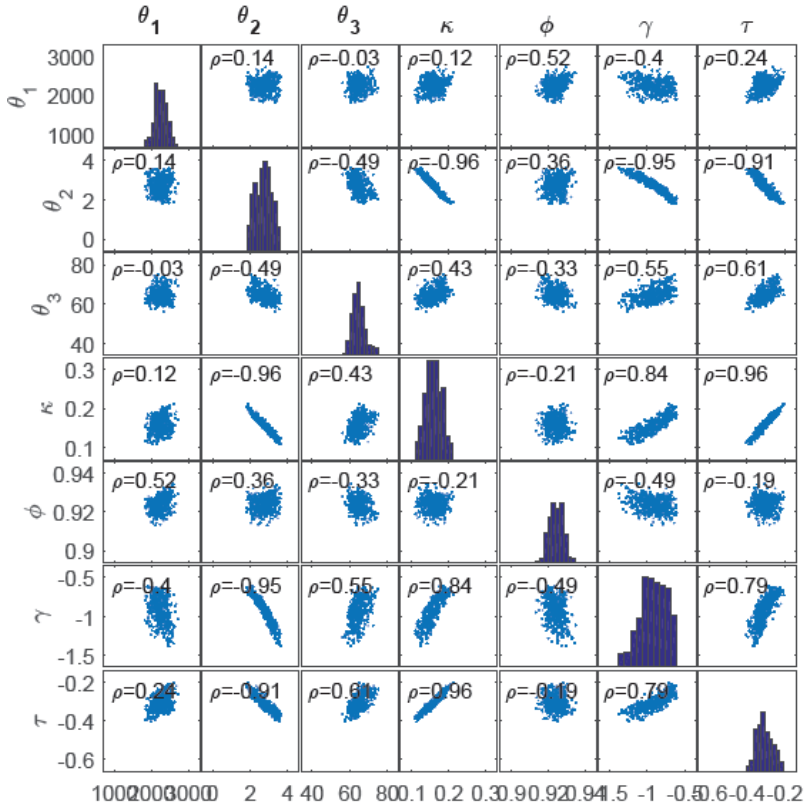 θ1 θ2 θ3 κ ϕ γ τ
θ1 3000 2000 1000 ρ=0.14 ρ=-0.03 ρ=0.12 ρ=0.52 ρ=-0.4 ρ=0.24
θ2 4 2 0 ρ=0.14 ρ=-0.49 ρ=-0.96 ρ=0.36 ρ=-0.95 ρ=-0.91
θ3 80 60 40 ρ=-0.03 ρ=-0.49 ρ=0.43 ρ=-0.33 ρ=0.55 ρ=0.61
κ 0.3 0.2 0.1 ρ=0.12 ρ=-0.96 ρ=0.43 ρ=-0.21 ρ=0.84 ρ=0.96
ϕ 0.94 0.92 0.9 ρ=0.52 ρ=0.36 ρ=-0.33 ρ=-0.21 ρ=-0.49 ρ=-0.19
γ -0.5 -1 -1.5 ρ=-0.4 ρ=-0.95 ρ=0.55 ρ=0.84 ρ=-0.49 ρ=0.79
τ -0.2 -0.4 -0.6 ρ=0.24 ρ=-0.91 ρ=0.61 ρ=0.96 ρ=-0.19 ρ=0.79
1000 2000 3000 0 2 4 40 60 80 0.1 0.2 0.3 0.9 0.92 0.94 -1.5 -1 -0.5 -0.6 -0.4 -0.2